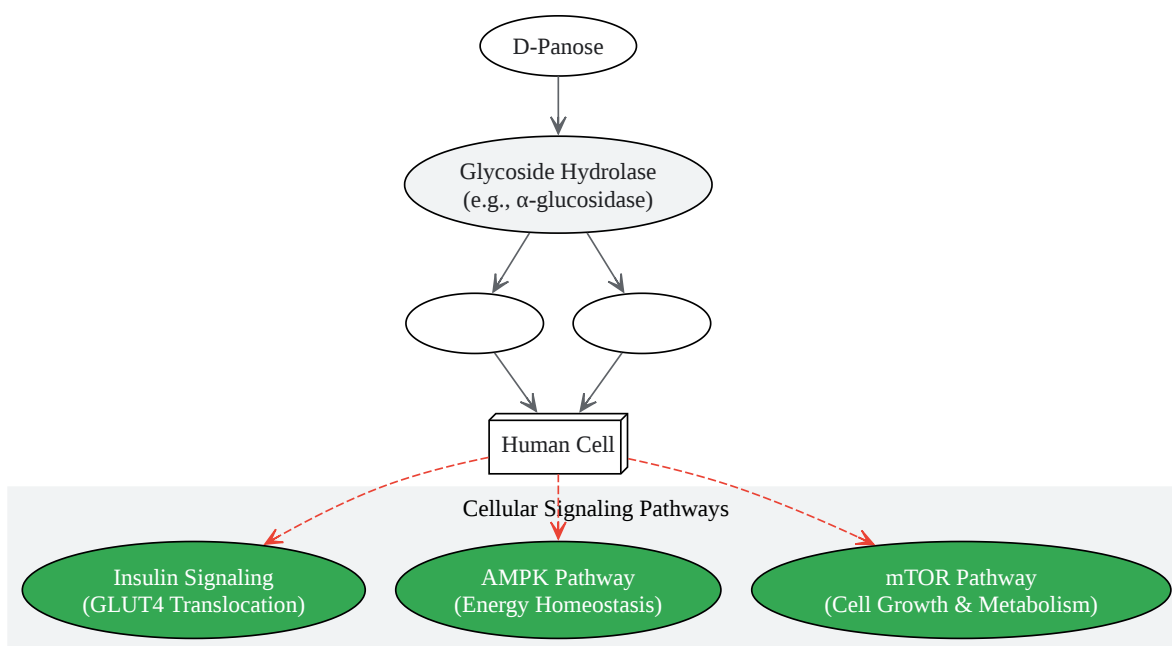 D-Panose
Glycoside Hydrolase
(e.g., α-glucosidase)
Human Cell
Cellular Signaling Pathways
Insulin Signaling
(GLUT4 Translocation)
AMPK Pathway
(Energy Homeostasis)
mTOR Pathway
(Cell Growth & Metabolism)